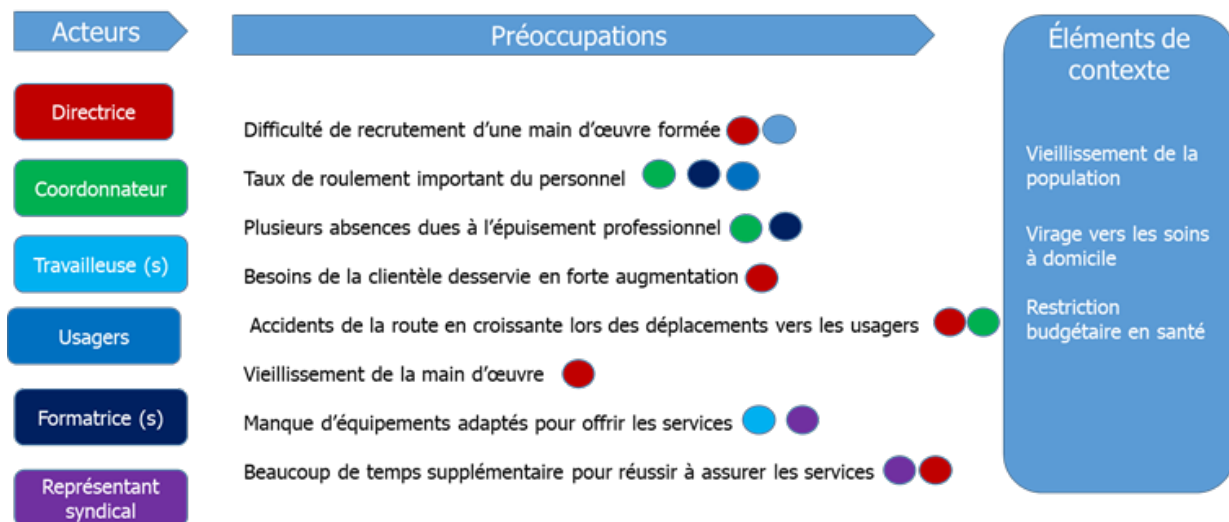 Acteurs
Préoccupations
Éléments de
contexte
Directrice
Coordonnateur
Travailleuse (s)
Usagers
Formatrice (s)
Représentant
syndical
Difficulté de recrutement d'une main d'œuvre formée
Taux de roulement important du personnel
Plusieurs absences dues à l'épuisement professionnel
Besoins de la clientèle desservie en forte augmentation
Accidents de la route en croissante lors des déplacements vers les usagers
Vieillissement de la main d'œuvre
Manque d'équipements adaptés pour offrir les services
Beaucoup de temps supplémentaire pour réussir à assurer les services
Vieillissement de la
population
Virage vers les soins
à domicile
Restriction
budgétaire en santé